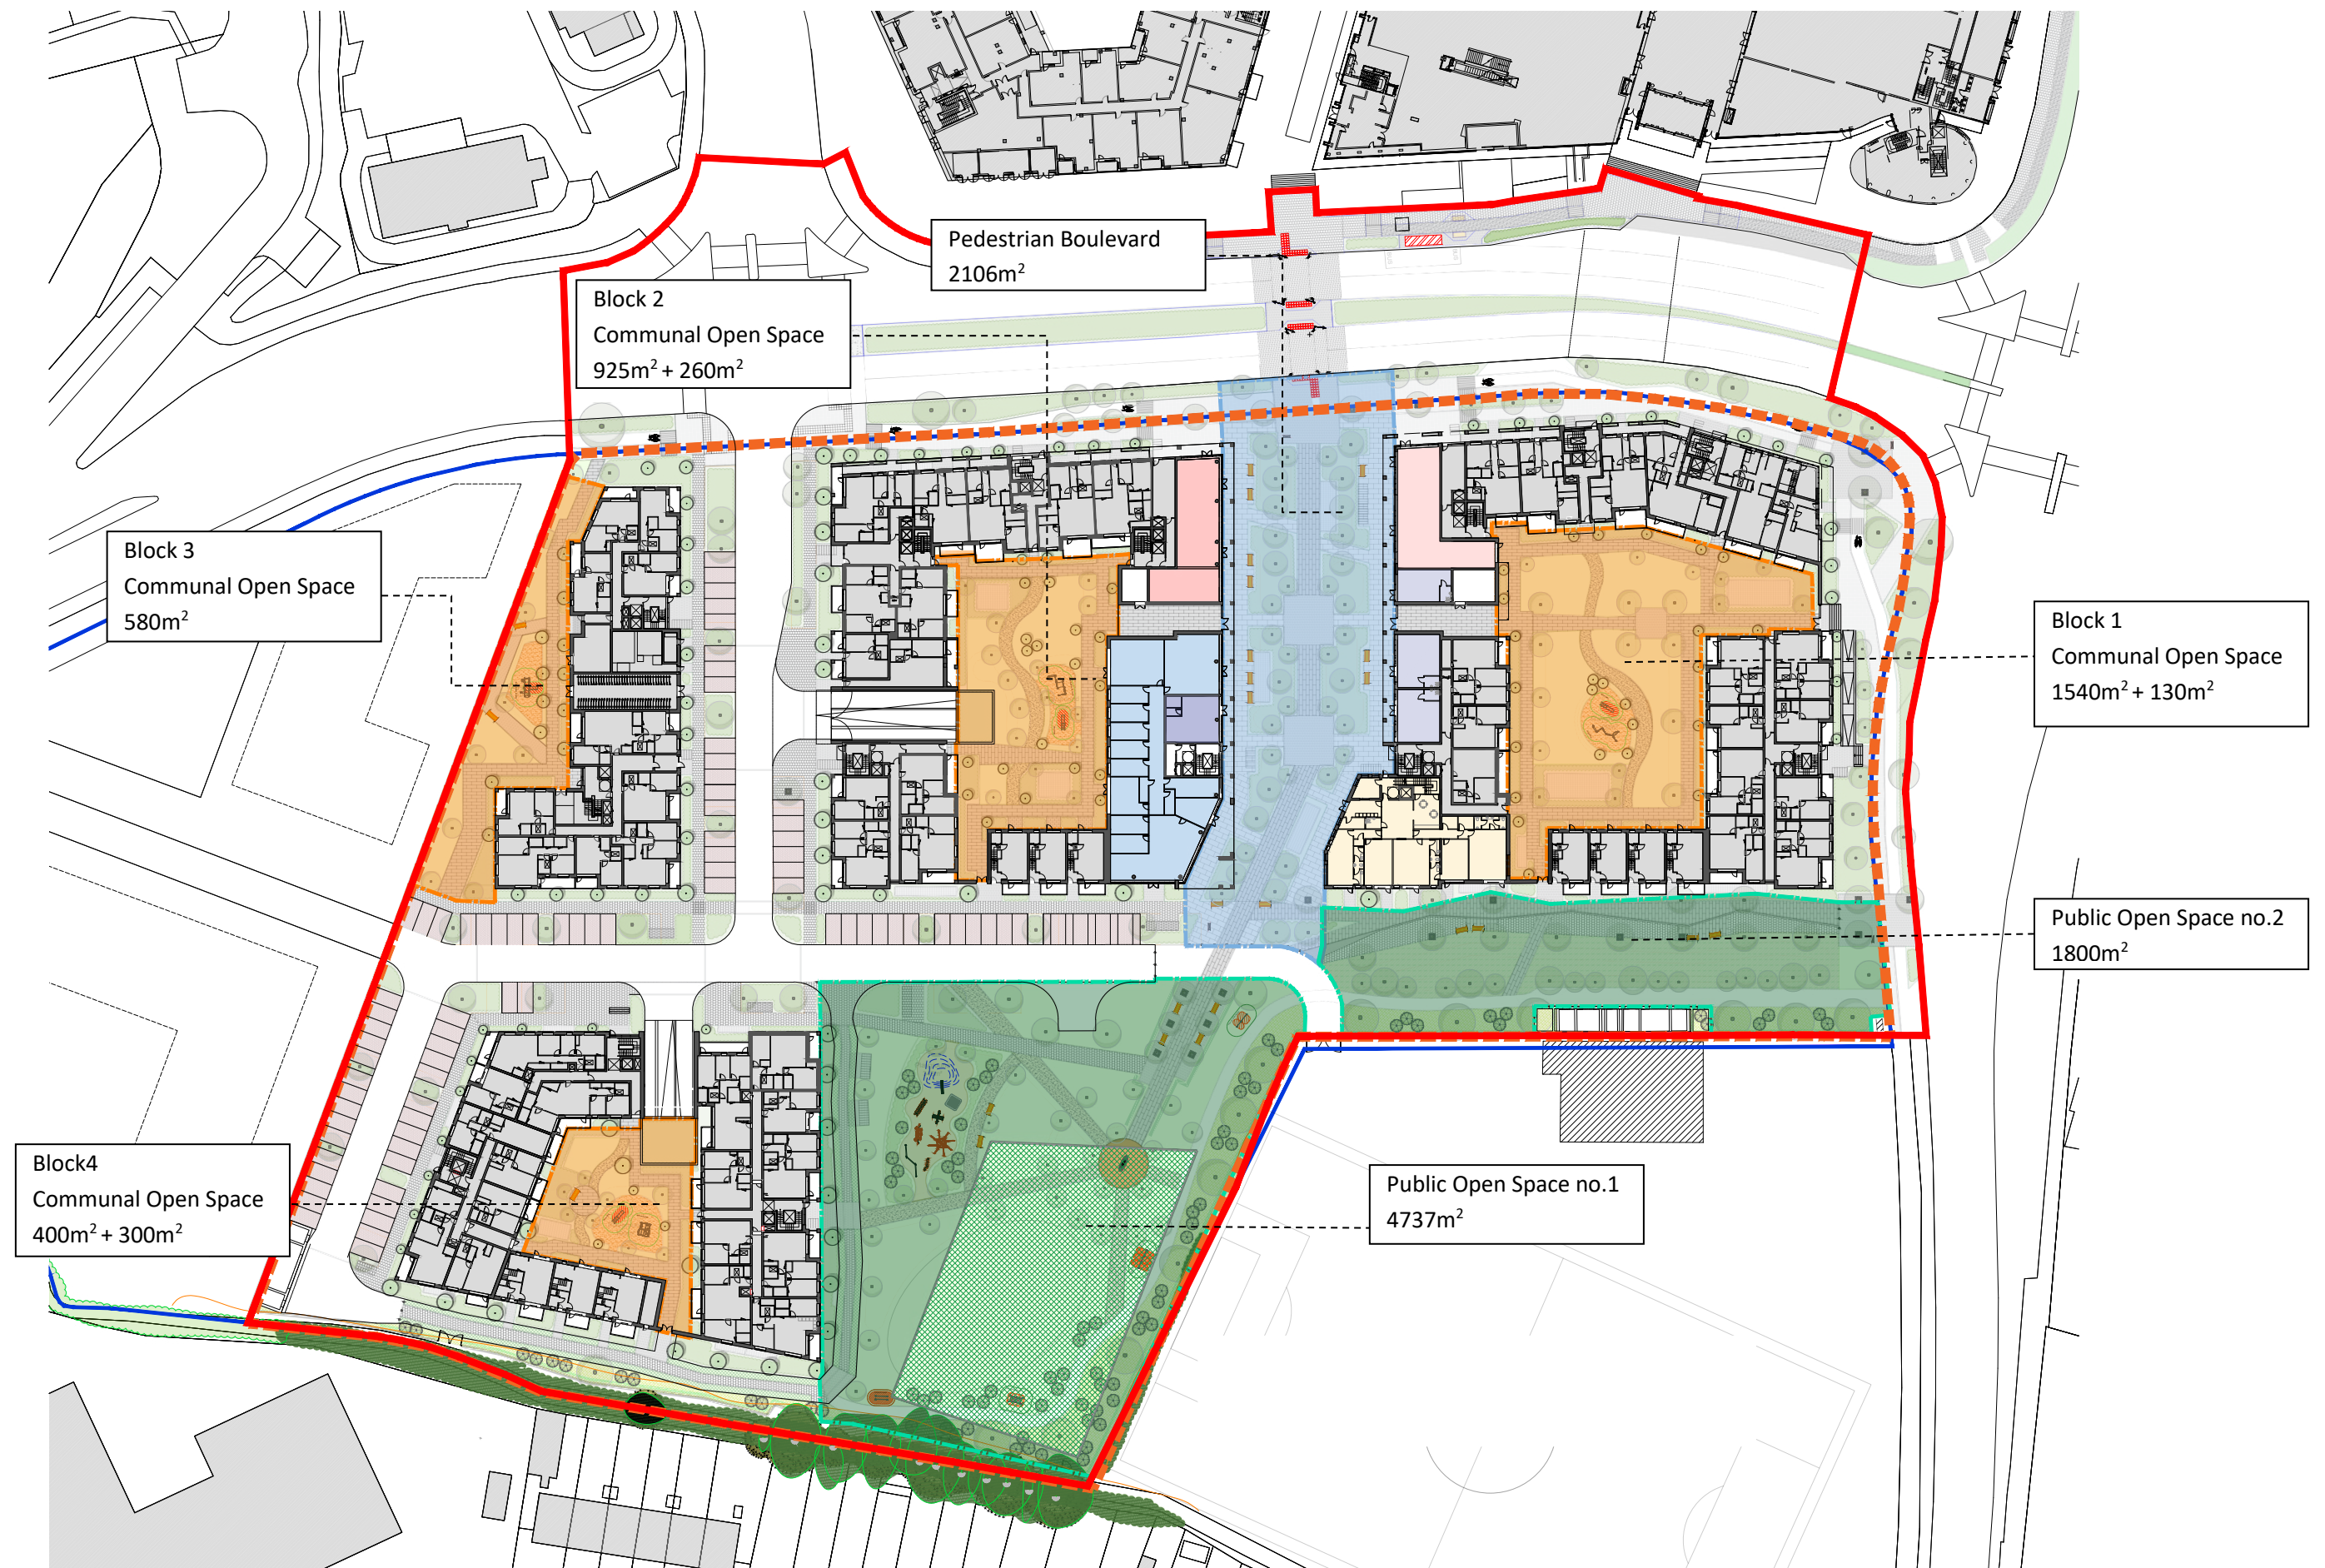 Pedestrian Boulevard
2106m²
Block 2
Communal Open Space
925m² + 260m²
Block 3
Communal Open Space
580m²
Block 1
Communal Open Space
1540m² + 130m²
Public Open Space no.2
1800m²
Block4
Communal Open Space
400m² + 300m²
Public Open Space no.1
4737m²